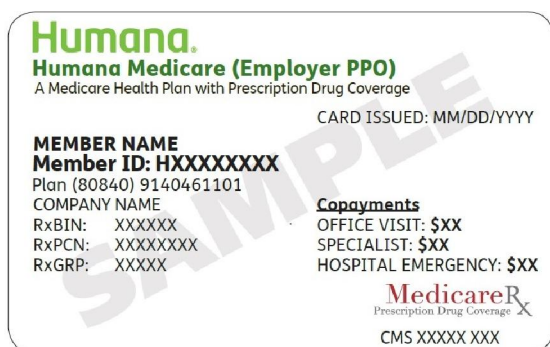 Humana®
Humana Medicare (Employer PPO)
A Medicare Health Plan with Prescription Drug Coverage
CARD ISSUED: MM/DD/YYYY
MEMBER NAME
Member ID: HXXXXXXXX
Plan (80840) 9140461101
COMPANY NAME
RxBIN: XXXXXX
RxPCN: XXXXXXXX
RxGRP: XXXXX
Copayments
OFFICE VISIT: $XX
SPECIALIST: $XX
HOSPITAL EMERGENCY: $XX
MedicareRx
Prescription Drug Coverage
CMS XXXXX XXX
SAMPLE